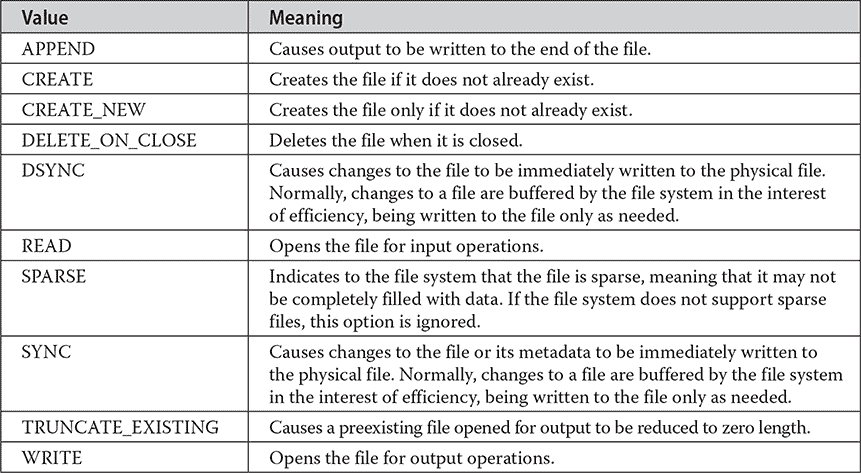 Value Meaning
APPEND Causes output to be written to the end of the file.
CREATE Creates the file if it does not already exist.
CREATE_NEW Creates the file only if it does not already exist.
DELETE_ON_CLOSE Deletes the file when it is closed.
DSYNC Causes changes to the file to be immediately written to the physical file.
Normally, changes to a file are buffered by the file system in the interest
of efficiency, being written to the file only as needed.
READ Opens the file for input operations.
SPARSE Indicates to the file system that the file is sparse, meaning that it may not
be completely filled with data. If the file system does not support sparse
files, this option is ignored.
SYNC Causes changes to the file or its metadata to be immediately written to
the physical file. Normally, changes to a file are buffered by the file system
in the interest of efficiency, being written to the file only as needed.
TRUNCATE_EXISTING Causes a preexisting file opened for output to be reduced to zero length.
WRITE Opens the file for output operations.